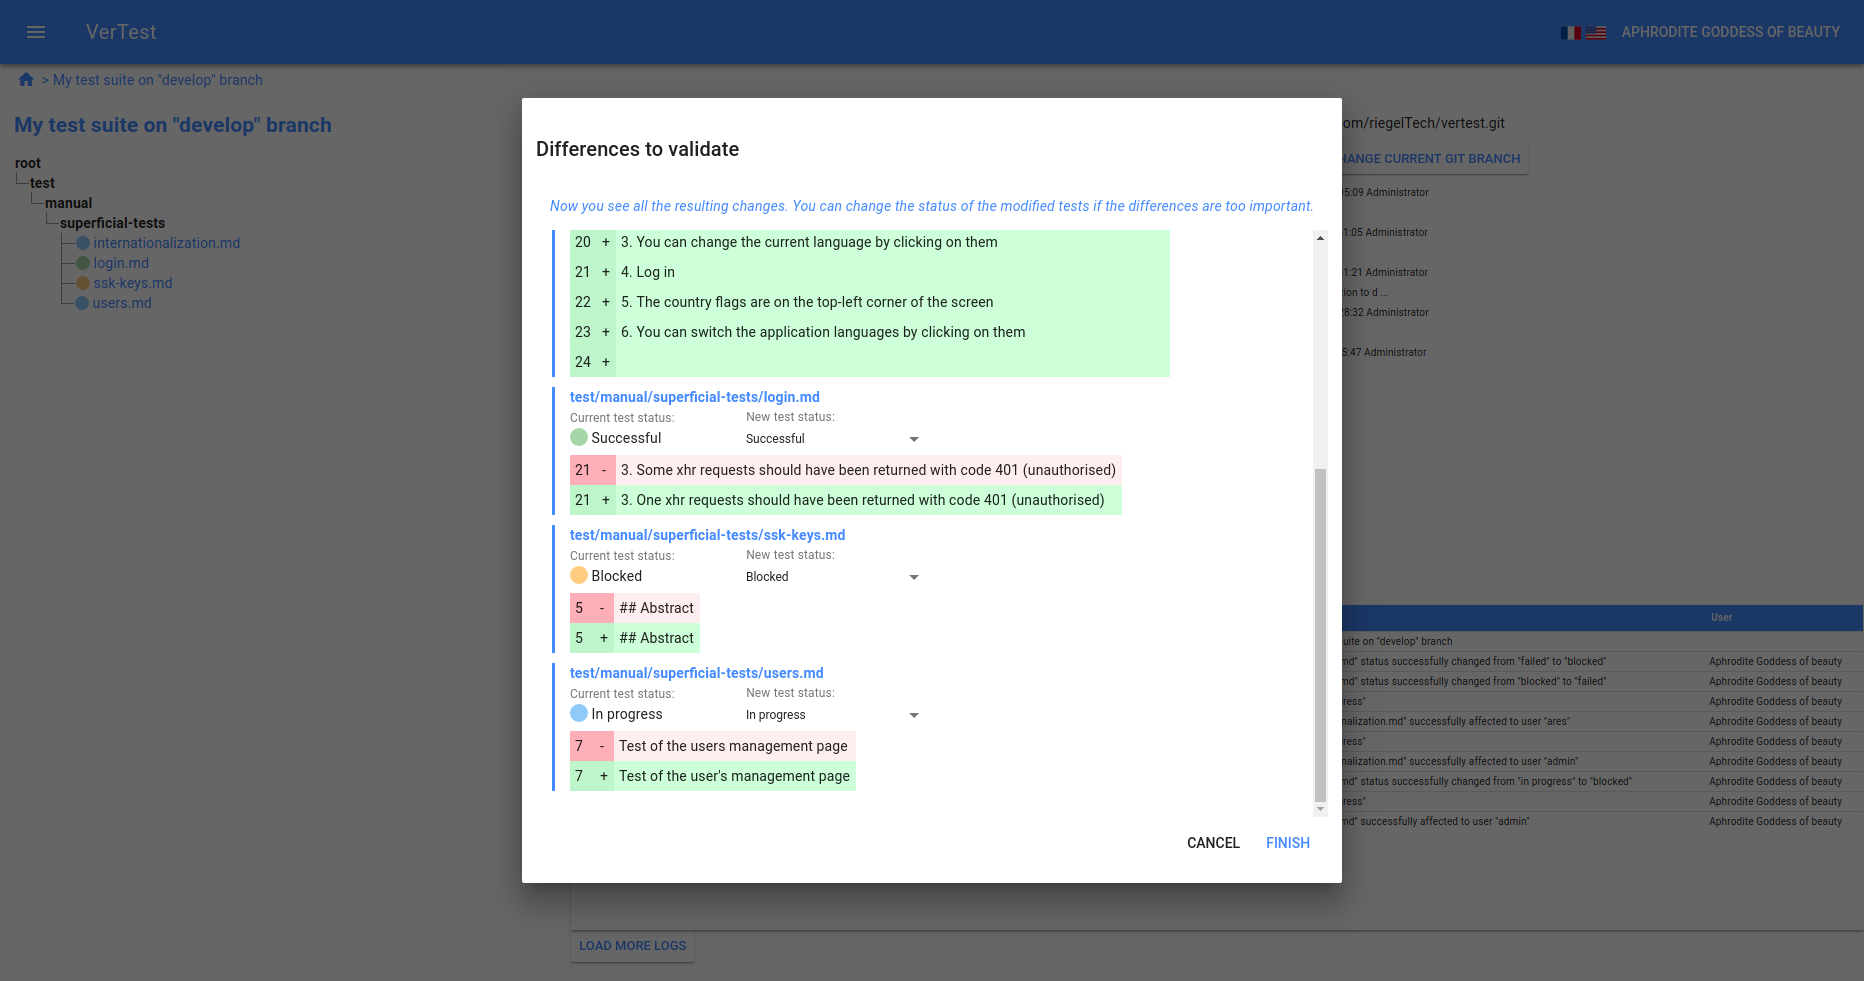 VerTest
APHRODITE GODDESS OF BEAUTY
> My test suite on "develop" branch
My test suite on "develop" branch
root
test
manual
superficial-tests
internationalization.md
login.md
ssk-keys.md
users.md
Differences to validate
Now you see all the resulting changes. You can change the status of the modified tests if the differences are too important.
20 + 3. You can change the current language by clicking on them
21 + 4. Log in
22 + 5. The country flags are on the top-left corner of the screen
23 + 6. You can switch the application languages by clicking on them
24 +
test/manual/superficial-tests/login.md
Current test status: New test status:
Successful Successful
21 - 3. Some xhr requests should have been returned with code 401 (unauthorised)
21 + 3. One xhr requests should have been returned with code 401 (unauthorised)
test/manual/superficial-tests/ssk-keys.md
Current test status: New test status:
Blocked Blocked
5 - ## Abstract
5 + ## Abstract
test/manual/superficial-tests/users.md
Current test status: New test status:
In progress In progress
7 - Test of the users management page
7 + Test of the user's management page
CANCEL FINISH
om/riegelTech/vertest.git
HANGE CURRENT GIT BRANCH
5:09 Administrator
1:05 Administrator
1:21 Administrator
ion to d ...
8:32 Administrator
5:47 Administrator
User
uite on "develop" branch
md" status successfully changed from "failed" to "blocked" Aphrodite Goddess of beauty
md" status successfully changed from "blocked" to "failed" Aphrodite Goddess of beauty
ress" Aphrodite Goddess of beauty
nalization.md" successfully affected to user "ares" Aphrodite Goddess of beauty
ress" Aphrodite Goddess of beauty
nalization.md" successfully affected to user "admin" Aphrodite Goddess of beauty
md" status successfully changed from "in progress" to "blocked" Aphrodite Goddess of beauty
ress" Aphrodite Goddess of beauty
md" successfully affected to user "admin" Aphrodite Goddess of beauty
LOAD MORE LOGS